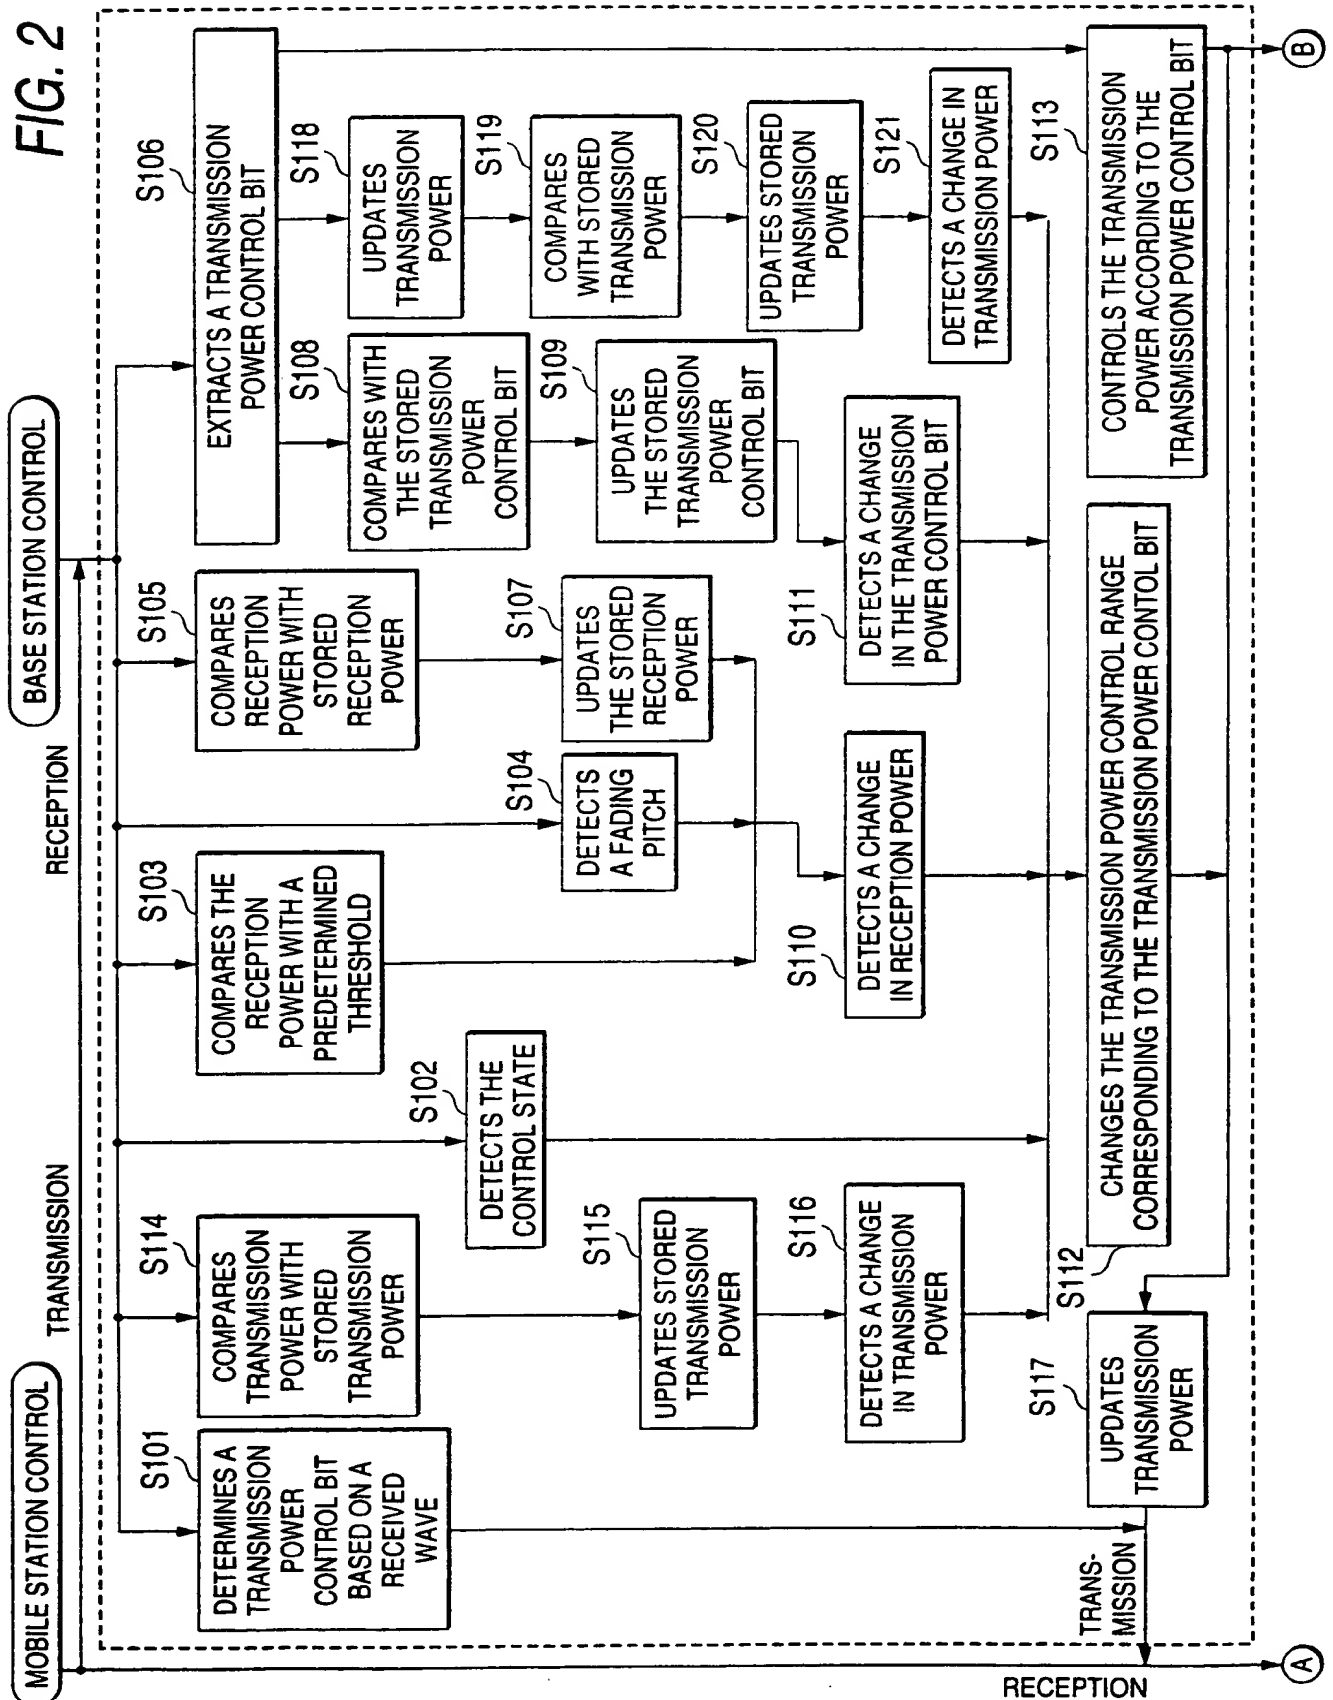 FIG. 2
MOBILE STATION CONTROL
TRANSMISSION
RECEPTION
BASE STATION CONTROL
S101
DETERMINES A
TRANSMISSION
POWER
CONTROL BIT
BASED ON A
RECEIVED
WAVE
S114
COMPARES
TRANSMISSION
POWER WITH
STORED
TRANSMISSION
POWER
S102
DETECTS THE
CONTROL STATE
S103
COMPARES THE
RECEPTION
POWER WITH A
PREDETERMINED
THRESHOLD
S104
DETECTS
A FADING
PITCH
S105
COMPARES
RECEPTION
POWER WITH
STORED
RECEPTION
POWER
S106
EXTRACTS A TRANSMISSION
POWER CONTROL BIT
S107
UPDATES
THE STORED
RECEPTION
POWER
S108
COMPARES WITH
THE STORED
TRANSMISSION
POWER
CONTROL BIT
S118
UPDATES
TRANSMISSION
POWER
S119
COMPARES
WITH STORED
TRANSMISSION
POWER
S109
UPDATES
THE STORED
TRANSMISSION
POWER
CONTROL BIT
S120
UPDATES STORED
TRANSMISSION
POWER
S115
UPDATES STORED
TRANSMISSION
POWER
S116
DETECTS A CHANGE
IN TRANSMISSION
POWER
S110
DETECTS A CHANGE
IN RECEPTION POWER
S111
DETECTS A CHANGE
IN THE TRANSMISSION
POWER CONTROL BIT
S121
DETECTS A CHANGE IN
TRANSMISSION POWER
S117
UPDATES
TRANSMISSION
POWER
S112
CHANGES THE TRANSMISSION POWER CONTROL RANGE
CORRESPONDING TO THE TRANSMISSION POWER CONTOL BIT
S113
CONTROLS THE TRANSMISSION
POWER ACCORDING TO THE
TRANSMISSION POWER CONTROL BIT
TRANS-
MISSION
RECEPTION
A
B